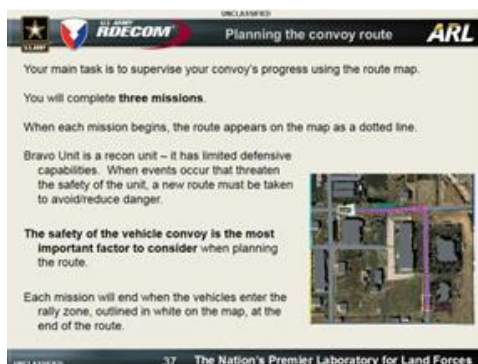 UNCLASSIFIED
U.S. ARMY
RDECOM
Planning the convoy route
ARL
U.S. ARMY
Your main task is to supervise your convoy's progress using the route map.
You will complete three missions.
When each mission begins, the route appears on the map as a dotted line.
Bravo Unit is a recon unit – it has limited defensive
capabilities. When events occur that threaten
the safety of the unit, a new route must be taken
to avoid/reduce danger.
The safety of the vehicle convoy is the most
important factor to consider when planning
the route.
Each mission will end when the vehicles enter the
rally zone, outlined in white on the map, at the
end of the route.
UNCLASSIFIED
37
The Nation's Premier Laboratory for Land Forces